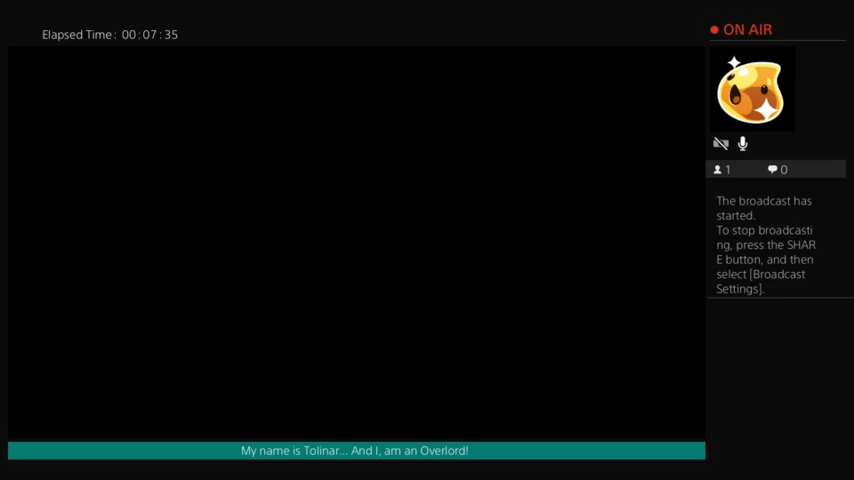 Elapsed Time: 00:07:35
ON AIR
1
0
The broadcast has
started.
To stop broadcasti
ng, press the SHAR
E button, and then
select [Broadcast
Settings].
My name is Tolinar... And I, am an Overlord!